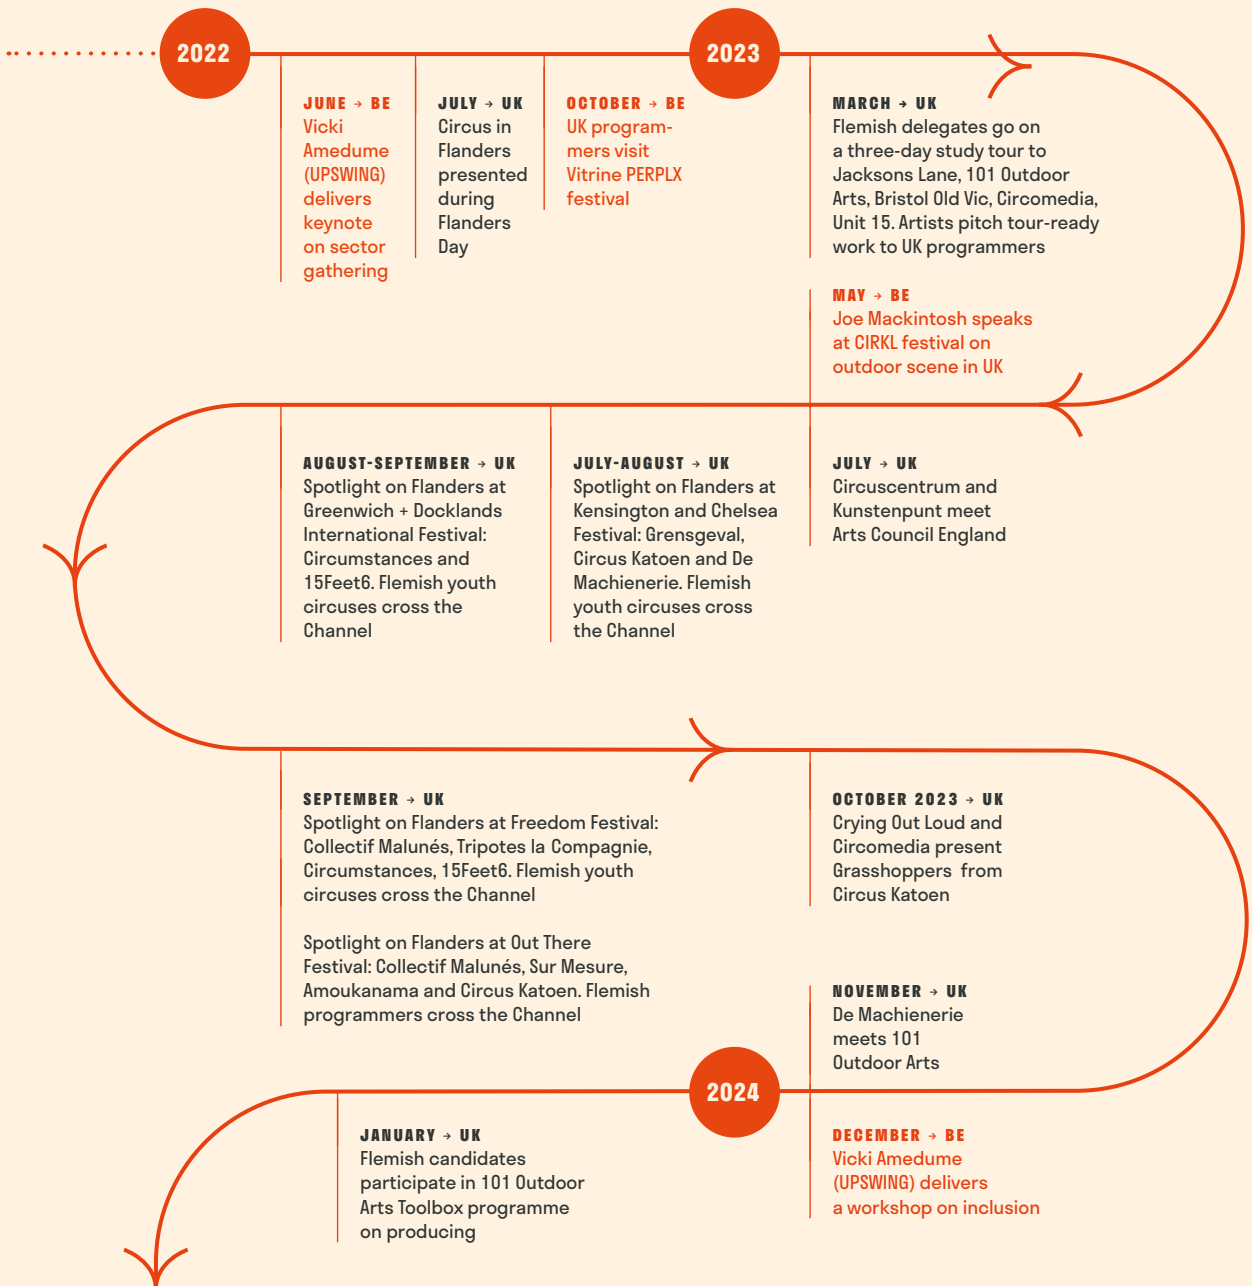 2022
JUNE → BE
Vicki
Amedume
(UPSWING)
delivers
keynote
on sector
gathering
JULY → UK
Circus in
Flanders
presented
during
Flanders
Day
OCTOBER → BE
UK program-
mers visit
Vitrine PERPLX
festival
2023
MARCH → UK
Flemish delegates go on
a three-day study tour to
Jacksons Lane, 101 Outdoor
Arts, Bristol Old Vic, Circomedia,
Unit 15. Artists pitch tour-ready
work to UK programmers
MAY → BE
Joe Mackintosh speaks
at CIRKL festival on
outdoor scene in UK
JULY → UK
Circuscentrum and
Kunstenpunt meet
Arts Council England
JULY-AUGUST → UK
Spotlight on Flanders at
Kensington and Chelsea
Festival: Grensgeval,
Circus Katoen and De
Machienerie. Flemish
youth circuses cross
the Channel
AUGUST-SEPTEMBER → UK
Spotlight on Flanders at
Greenwich + Docklands
International Festival:
Circumstances and
15Feet6. Flemish youth
circuses cross the
Channel
SEPTEMBER → UK
Spotlight on Flanders at Freedom Festival:
Collectif Malunés, Tripotes la Compagnie,
Circumstances, 15Feet6. Flemish youth
circuses cross the Channel
Spotlight on Flanders at Out There
Festival: Collectif Malunés, Sur Mesure,
Amoukanama and Circus Katoen. Flemish
programmers cross the Channel
OCTOBER 2023 → UK
Crying Out Loud and
Circomedia present
Grasshoppers from
Circus Katoen
NOVEMBER → UK
De Machienerie
meets 101
Outdoor Arts
DECEMBER → BE
Vicki Amedume
(UPSWING) delivers
a workshop on inclusion
2024
JANUARY → UK
Flemish candidates
participate in 101 Outdoor
Arts Toolbox programme
on producing